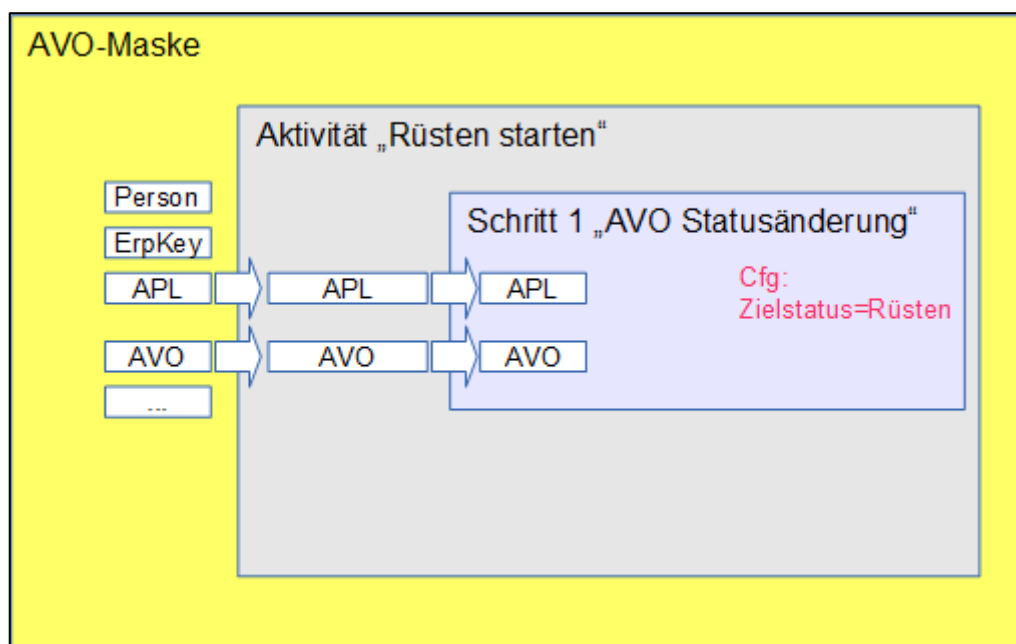 AVO-Maske
Aktivität „Rüsten starten“
Person
Schritt 1 „AVO Statusänderung“
ErpKey
APL
APL
APL
Cfg:
Zielstatus=Rüsten
AVO
AVO
AVO
...